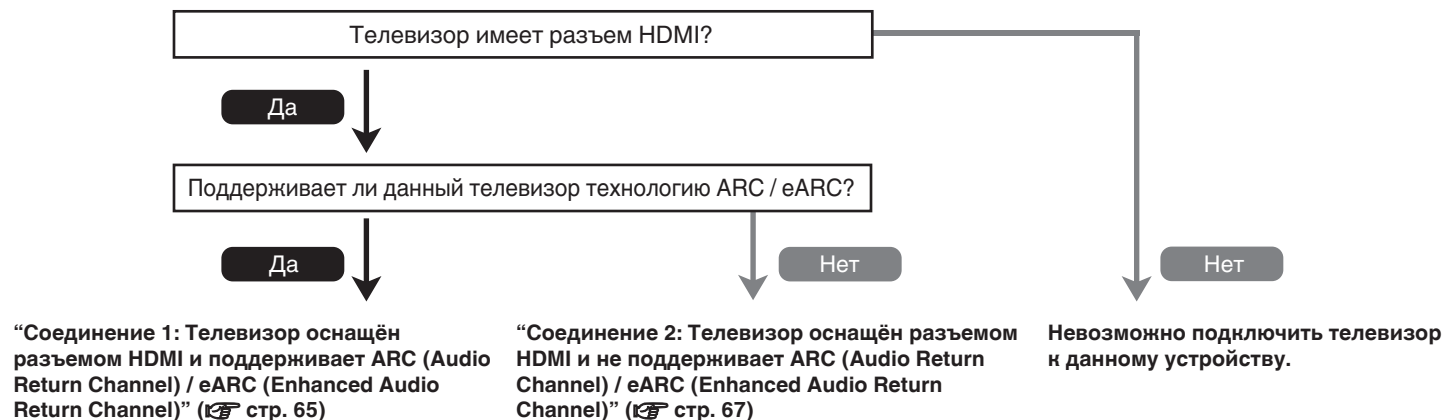 Телевизор имеет разъем HDMI?
Да
Поддерживает ли данный телевизор технологию ARC / eARC?
Да
Нет
Нет
“Соединение 1: Телевизор оснащён
разъемом HDMI и поддерживает ARC (Audio
Return Channel) / eARC (Enhanced Audio
Return Channel)” (☞ стр. 65)
“Соединение 2: Телевизор оснащён разъемом
HDMI и не поддерживает ARC (Audio Return
Channel) / eARC (Enhanced Audio Return
Channel)” (☞ стр. 67)
Невозможно подключить телевизор
к данному устройству.